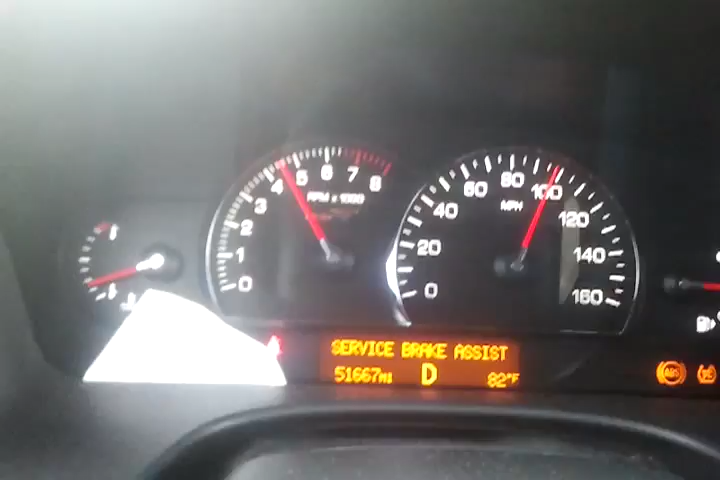 0 1 2 3 4 5 6 7 8
RPM x 1000
0 20 40 60 80 100 120 140 160
MPH
SERVICE BRAKE ASSIST
51667mi D 82°F
ABS